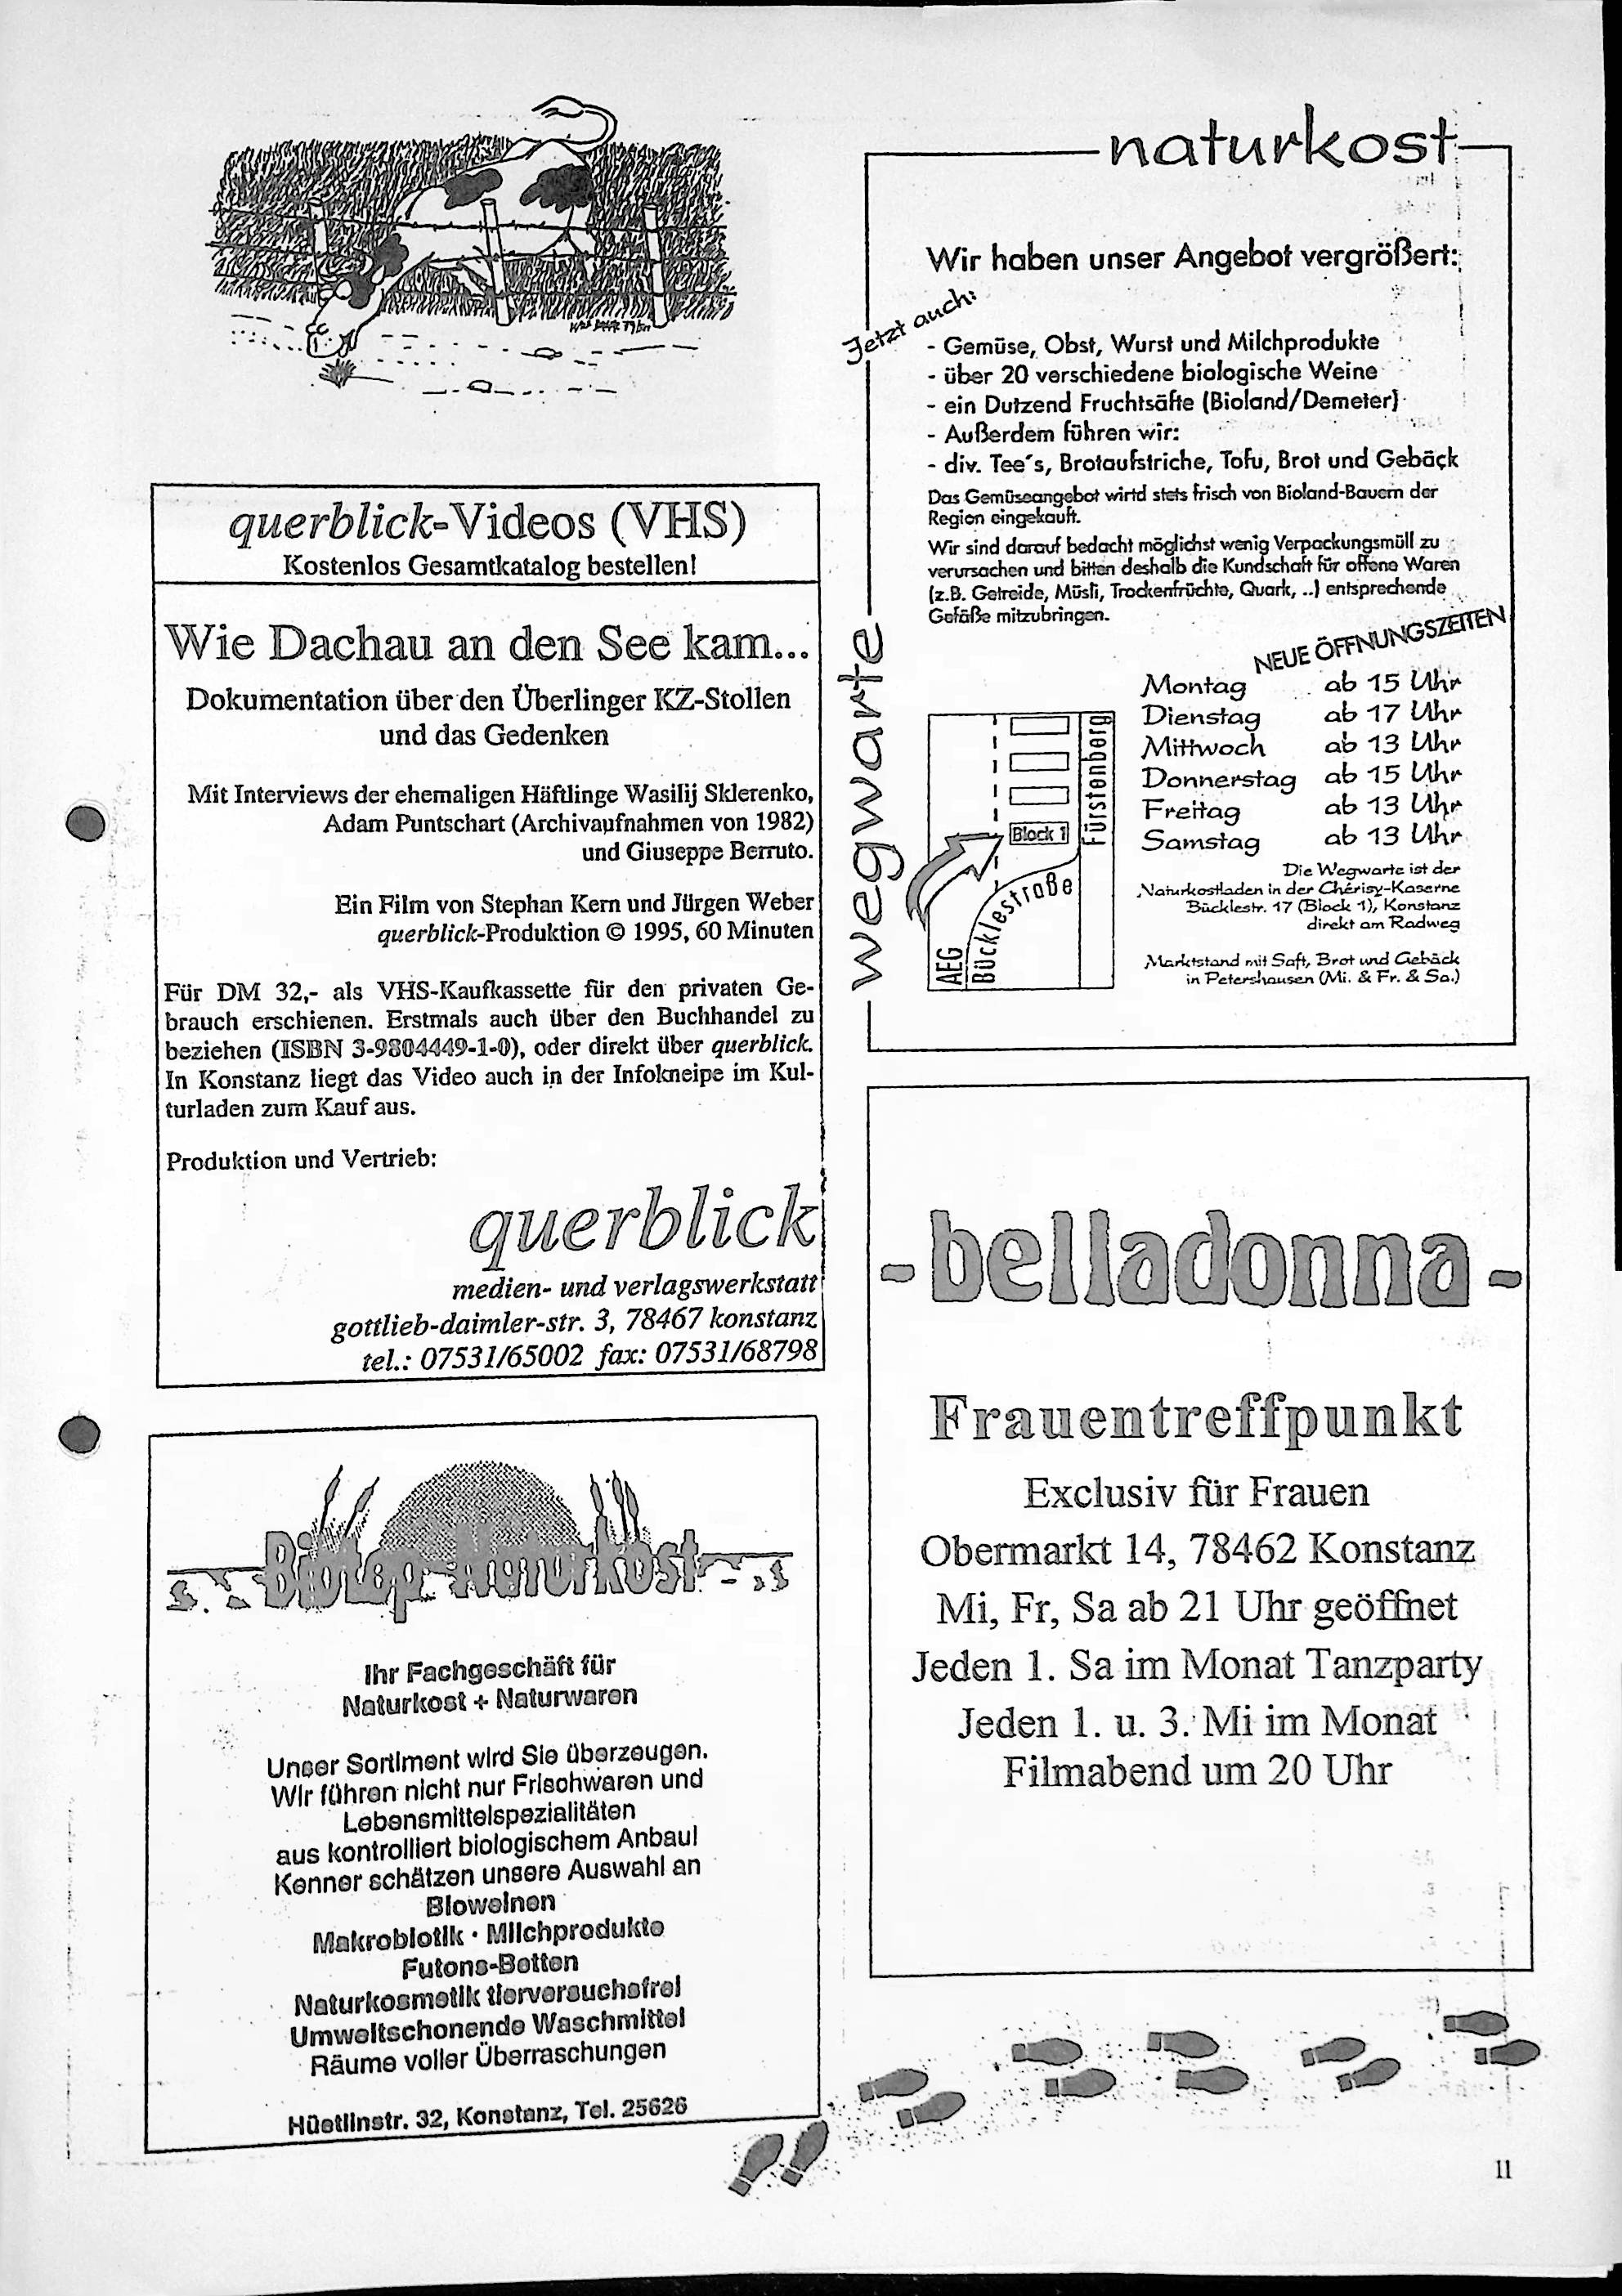 querblick-Videos (VHS)
Kostenlos Gesamtkatalog bestellen!
Wie Dachau an den See kam...
Dokumentation über den Überlinger KZ-Stollen
und das Gedenken
Mit Interviews der ehemaligen Häftlinge Wasilij Sklerenko,
Adam Puntschart (Archivaufnahmen von 1982)
und Giuseppe Berruto.
Ein Film von Stephan Kern und Jürgen Weber
querblick-Produktion © 1995, 60 Minuten
Für DM 32,- als VHS-Kaufkassette für den privaten Ge-
brauch erschienen. Erstmals auch über den Buchhandel zu
beziehen (ISBN 3-9804449-1-0), oder direkt über querblick.
In Konstanz liegt das Video auch in der Infokneipe im Kul-
turladen zum Kauf aus.
Produktion und Vertrieb:
querblick
medien- und verlagswerkstatt
gottlieb-daimler-str. 3, 78467 konstanz
tel.: 07531/65002 fax: 07531/68798
Biotop-Naturkost
Ihr Fachgeschäft für
Naturkost + Naturwaren
Unser Sortiment wird Sie überzeugen.
Wir führen nicht nur Frischwaren und
Lebensmittelspezialitäten
aus kontrolliert biologischem Anbau!
Kenner schätzen unsere Auswahl an
Bioweinen
Makrobiotik · Milchprodukte
Futons-Betten
Naturkosmetik tierversuchsfrei
Umweltschonende Waschmittel
Räume voller Überraschungen
Hüetlinstr. 32, Konstanz, Tel. 25626
naturkost
Wir haben unser Angebot vergrößert:
Jetzt auch:
- Gemüse, Obst, Wurst und Milchprodukte
- über 20 verschiedene biologische Weine
- ein Dutzend Fruchtsäfte (Bioland/Demeter)
- Außerdem führen wir:
- div. Tee´s, Brotaufstriche, Tofu, Brot und Gebäck
Das Gemüseangebot wirtd stets frisch von Bioland-Bauern der
Region eingekauft.
Wir sind darauf bedacht möglichst wenig Verpackungsmüll zu
verursachen und bitten deshalb die Kundschaft für offene Waren
(z.B. Getreide, Müsli, Trockenfrüchte, Quark, ..) entsprechende
Gefäße mitzubringen.
wegwarte
NEUE ÖFFNUNGSZEITEN
Montag ab 15 Uhr
Dienstag ab 17 Uhr
Mittwoch ab 13 Uhr
Donnerstag ab 15 Uhr
Freitag ab 13 Uhr
Samstag ab 13 Uhr
Block 1
Fürstenberg
Bücklestraße
AEG
Die Wegwarte ist der
Naturkostladen in der Chérisy-Kaserne
Bücklestr. 17 (Block 1), Konstanz
direkt am Radweg
Marktstand mit Saft, Brot und Gebäck
in Petershausen (Mi. & Fr. & Sa.)
- belladonna -
Frauentreffpunkt
Exclusiv für Frauen
Obermarkt 14, 78462 Konstanz
Mi, Fr, Sa ab 21 Uhr geöffnet
Jeden 1. Sa im Monat Tanzparty
Jeden 1. u. 3. Mi im Monat
Filmabend um 20 Uhr
11